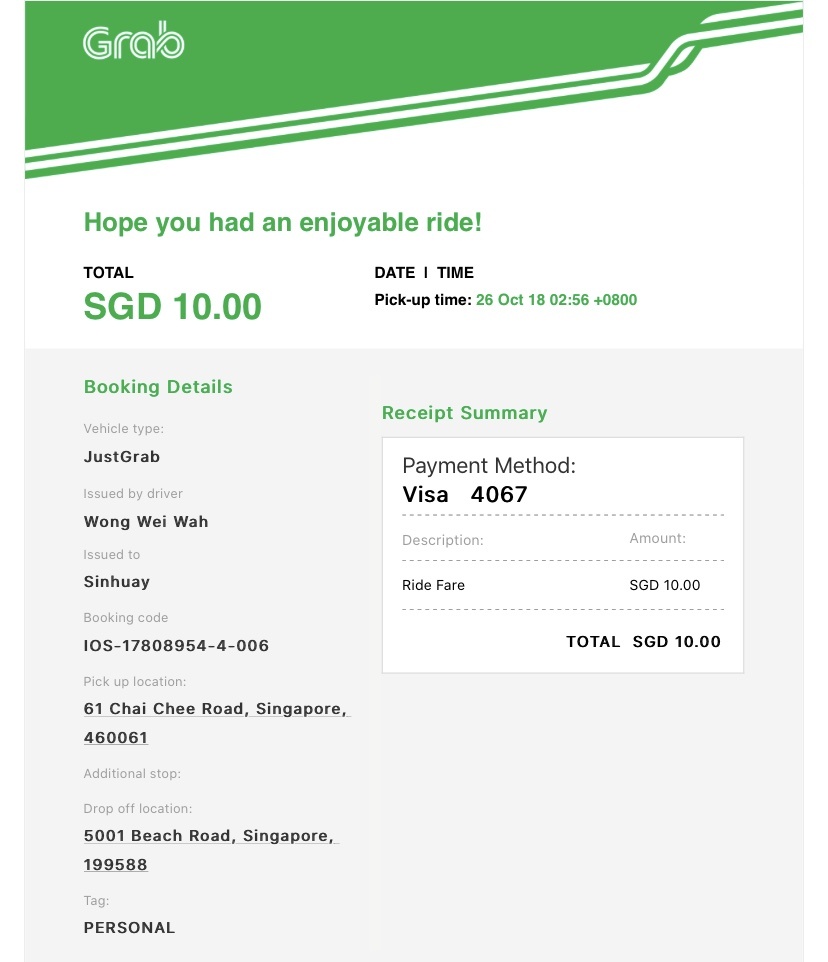 Grab
Hope you had an enjoyable ride!
TOTAL
SGD 10.00
DATE | TIME
Pick-up time: 26 Oct 18 02:56 +0800
Booking Details
Vehicle type:
JustGrab
Issued by driver
Wong Wei Wah
Issued to
Sinhuay
Booking code
IOS-17808954-4-006
Pick up location:
61 Chai Chee Road, Singapore,
460061
Additional stop:
Drop off location:
5001 Beach Road, Singapore,
199588
Tag:
PERSONAL
Receipt Summary
Payment Method:
Visa 4067
Description: Amount:
Ride Fare SGD 10.00
TOTAL SGD 10.00